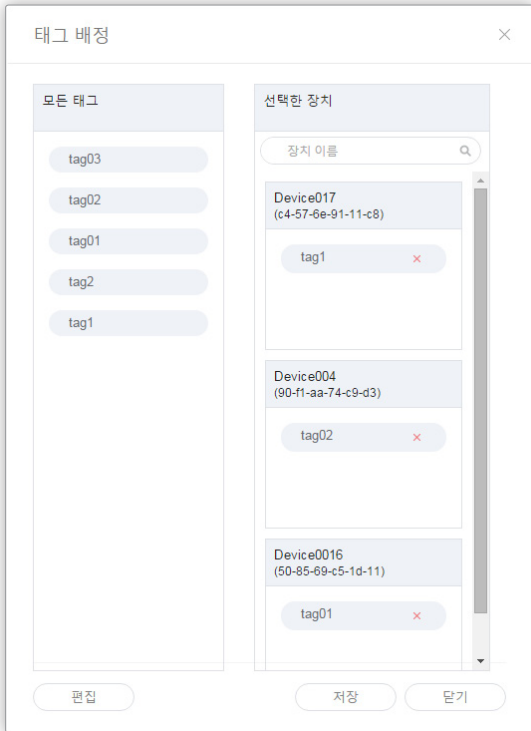 태그 배정
모든 태그
tag03
tag02
tag01
tag2
tag1
선택한 장치
장치 이름
Device017
(c4-57-6e-91-11-c8)
tag1
Device004
(90-f1-aa-74-c9-d3)
tag02
Device0016
(50-85-69-c5-1d-11)
tag01
편집
저장
닫기